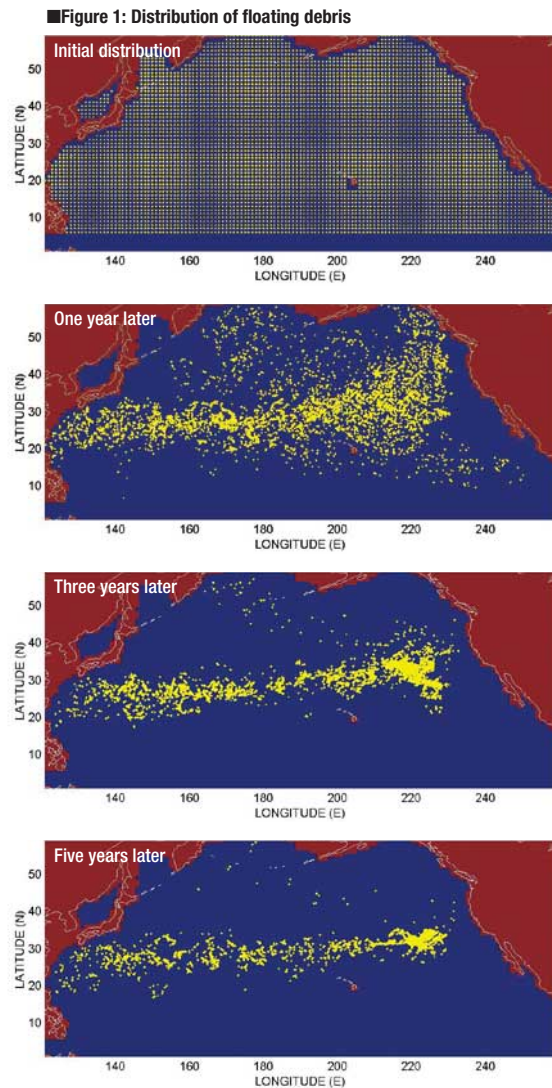 ■Figure 1: Distribution of floating debris
Initial distribution
50
40
30
20
10
LATITUDE (N)
140 160 180 200 220 240
LONGITUDE (E)
One year later
50
40
30
20
10
LATITUDE (N)
140 160 180 200 220 240
LONGITUDE (E)
Three years later
50
40
30
20
10
LATITUDE (N)
140 160 180 200 220 240
LONGITUDE (E)
Five years later
50
40
30
20
10
LATITUDE (N)
140 160 180 200 220 240
LONGITUDE (E)